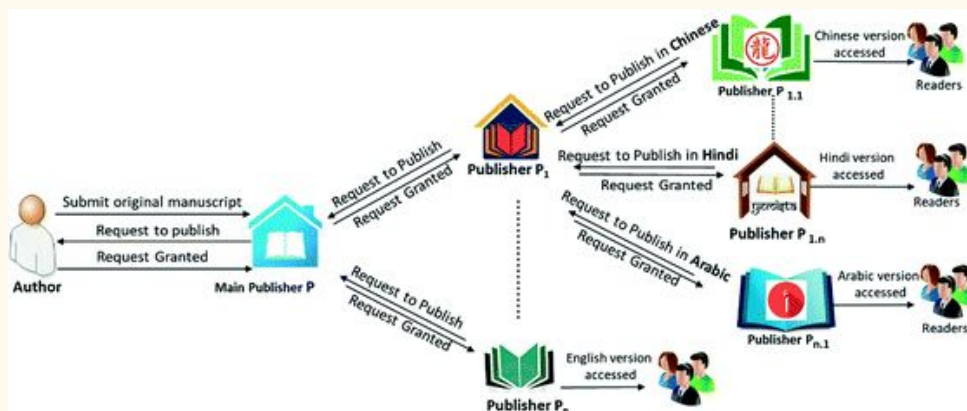 Submit original manuscript
Request to publish
Request Granted
Author
Main Publisher P
Request to Publish
Request Granted
Publisher P1
Request to Publish in Chinese
Request Granted
龍
Publisher P 1.1
Chinese version
accessed
Readers
Request to Publish in Hindi
Request Granted
Publisher P1.n
Hindi version
accessed
Readers
Request to Publish in Arabic
Request Granted
Publisher Pn.1
Arabic version
accessed
Readers
Request to Publish
Request Granted
Publisher Pn
English version
accessed